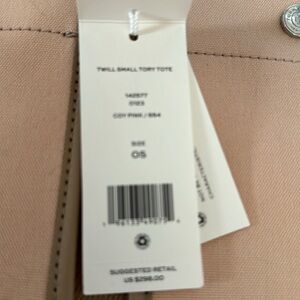 TWILL SMALL TORY TOTE
142577
0123
COY PINK / 654
SIZE
OS
SUGGESTED RETAIL
US $298.00